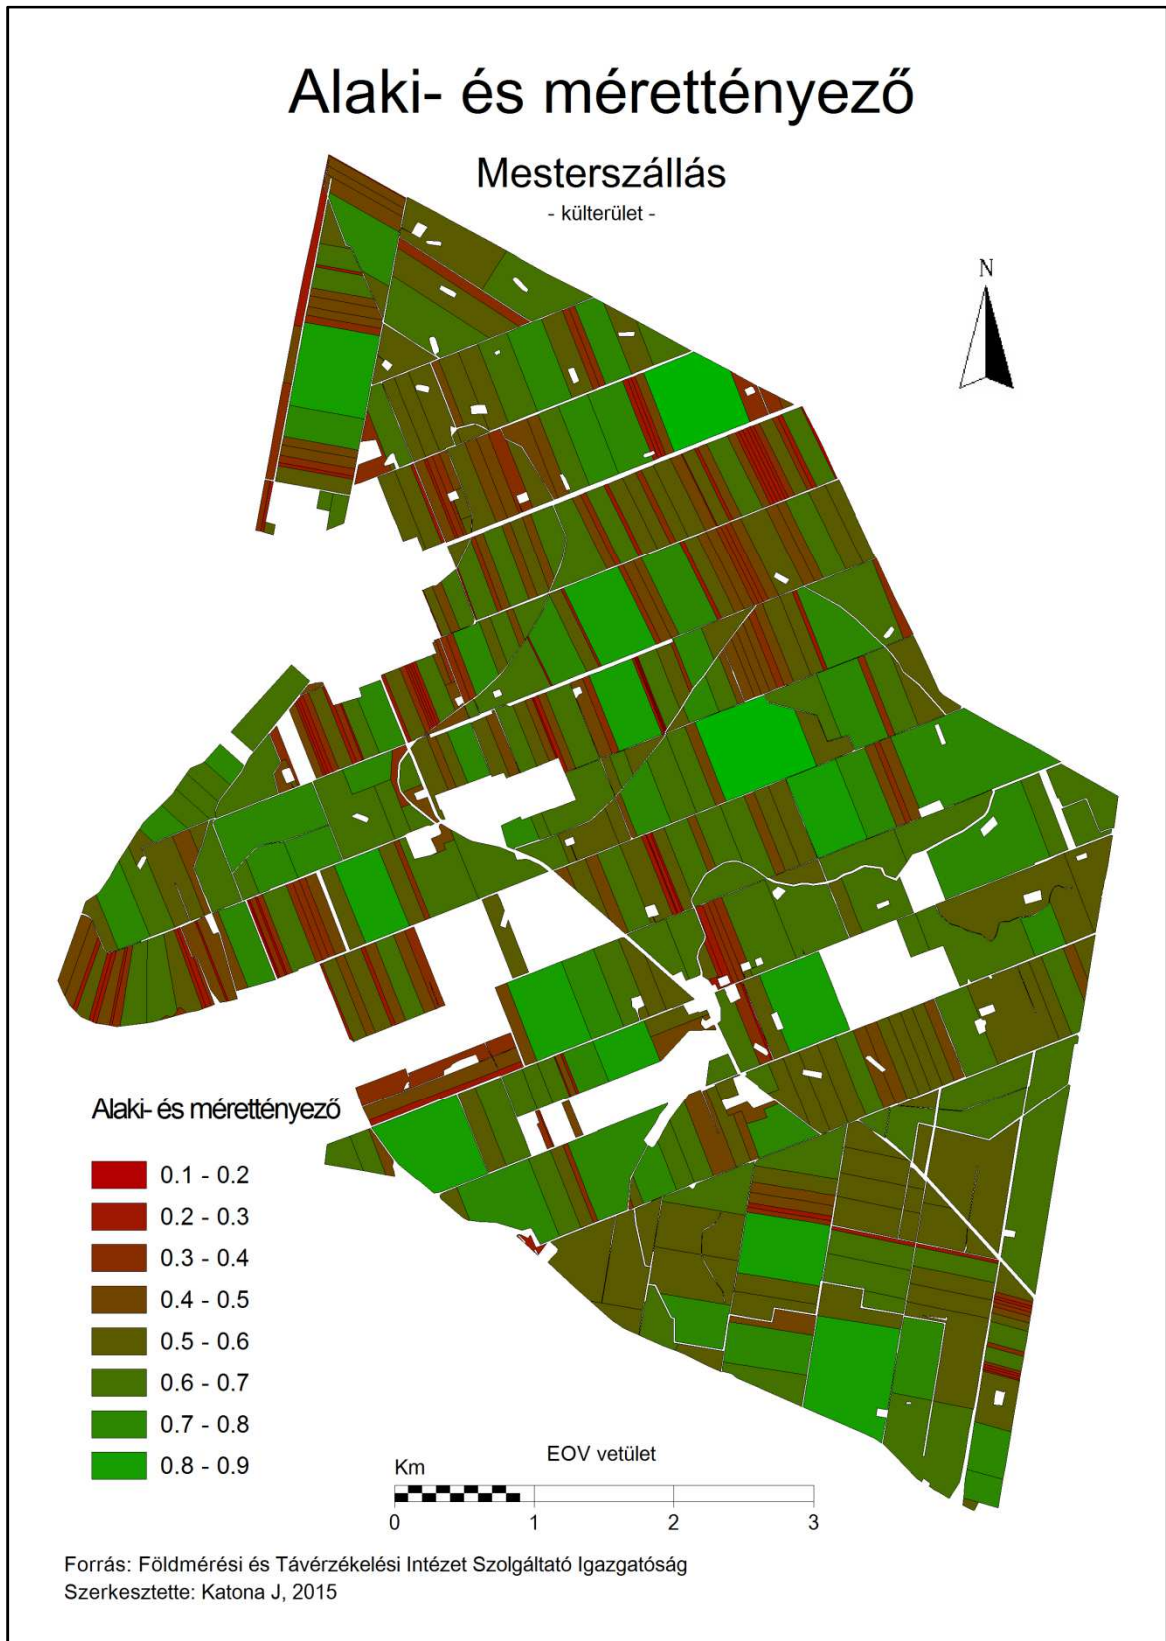 Alaki- és mérettényező
Mesterszállás
- külterület -
N
Alaki- és mérettényező
0.1 - 0.2
0.2 - 0.3
0.3 - 0.4
0.4 - 0.5
0.5 - 0.6
0.6 - 0.7
0.7 - 0.8
0.8 - 0.9
EOV vetület
Km
0 1 2 3
Forrás: Földmérési és Távérzékelési Intézet Szolgáltató Igazgatóság
Szerkesztette: Katona J, 2015